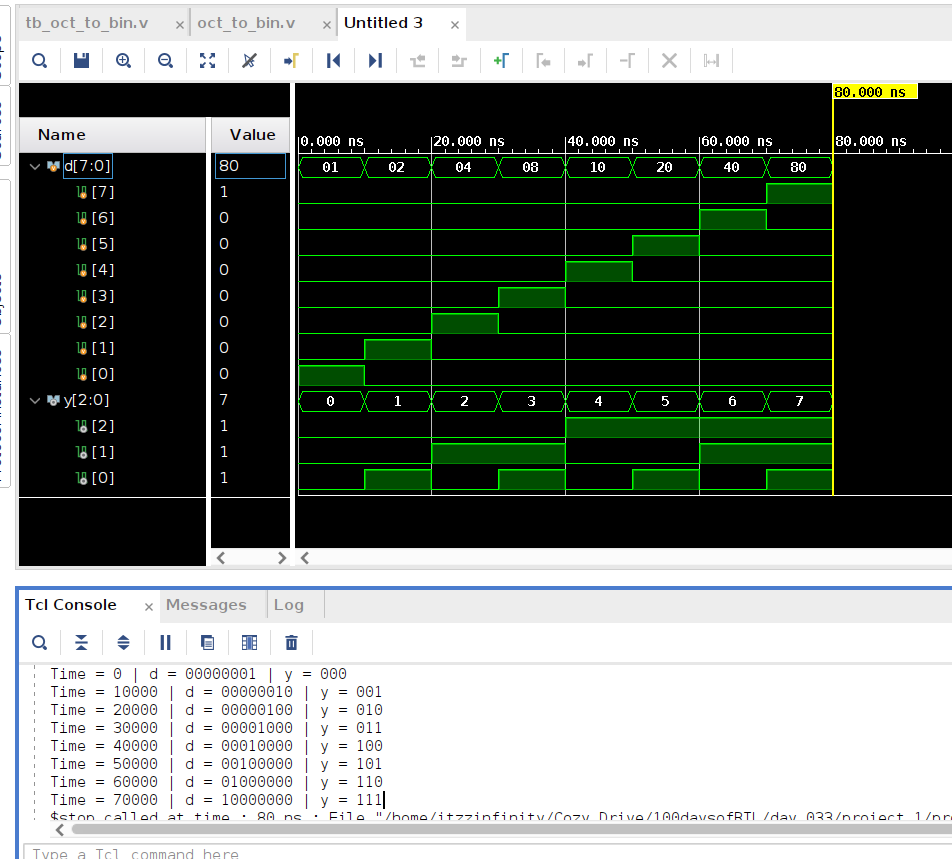 tb_oct_to_bin.v × oct_to_bin.v × Untitled 3 ×
80.000 ns
Name Value
0.000 ns 20.000 ns 40.000 ns 60.000 ns 80.000 ns
d[7:0] 80 01 02 04 08 10 20 40 80
[7] 1
[6] 0
[5] 0
[4] 0
[3] 0
[2] 0
[1] 0
[0] 0
y[2:0] 7 0 1 2 3 4 5 6 7
[2] 1
[1] 1
[0] 1
Tcl Console × Messages Log
Time = 0 | d = 00000001 | y = 000
Time = 10000 | d = 00000010 | y = 001
Time = 20000 | d = 00000100 | y = 010
Time = 30000 | d = 00001000 | y = 011
Time = 40000 | d = 00010000 | y = 100
Time = 50000 | d = 00100000 | y = 101
Time = 60000 | d = 01000000 | y = 110
Time = 70000 | d = 10000000 | y = 111
$stop called at time : 80 ns : File "/home/itzzinfinity/Cozy_Drive/100daysofRTL/day_033/project_1/pro
Type a Tcl command here